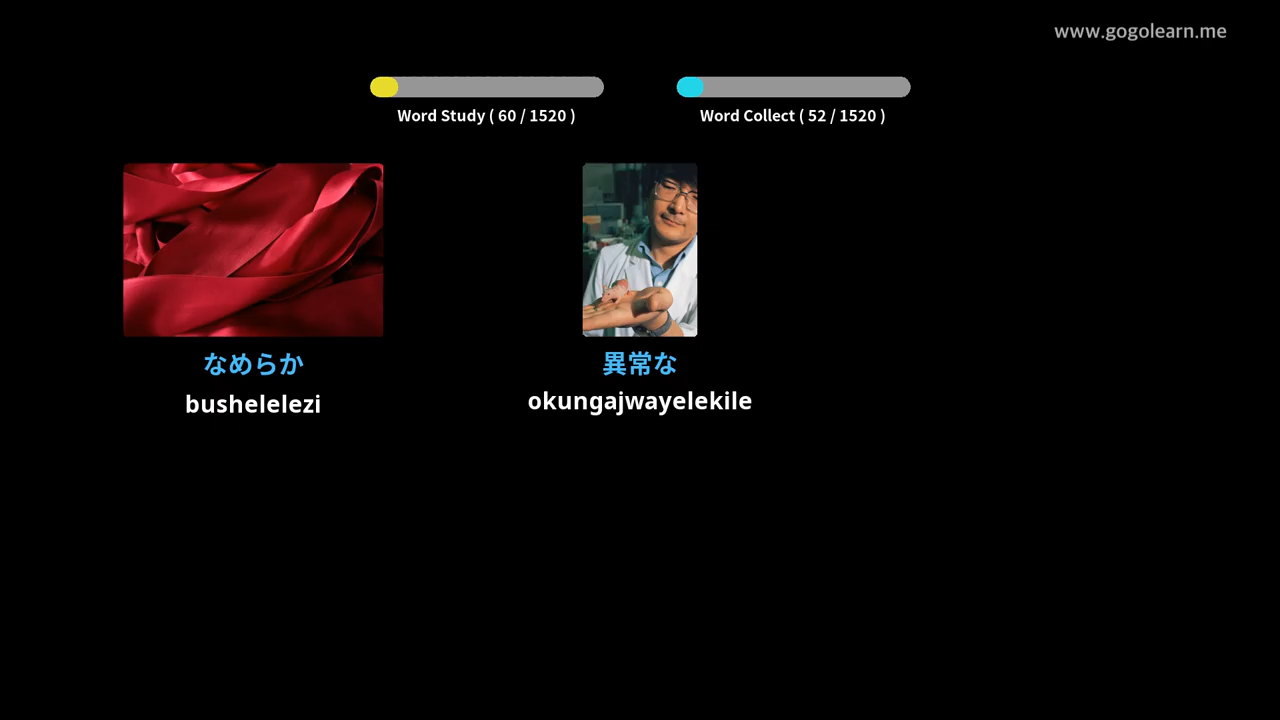 www.gogolearn.me
Word Study ( 60 / 1520 )
Word Collect ( 52 / 1520 )
なめらか
bushelelezi
異常な
okungajwayelekile